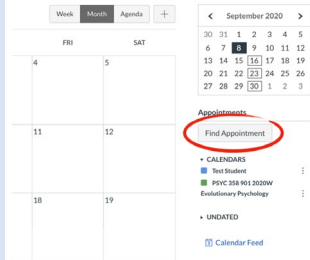 Week Month Agenda +
FRI SAT
4 5
11 12
18 19
< September 2020 >
30 31 1 2 3 4 5
6 7 8 9 10 11 12
13 14 15 16 17 18 19
20 21 22 23 24 25 26
27 28 29 30 1 2 3
Appointments
Find Appointment
CALENDARS
Test Student
PSYC 358 901 2020W
Evolutionary Psychology
UNDATED
Calendar Feed